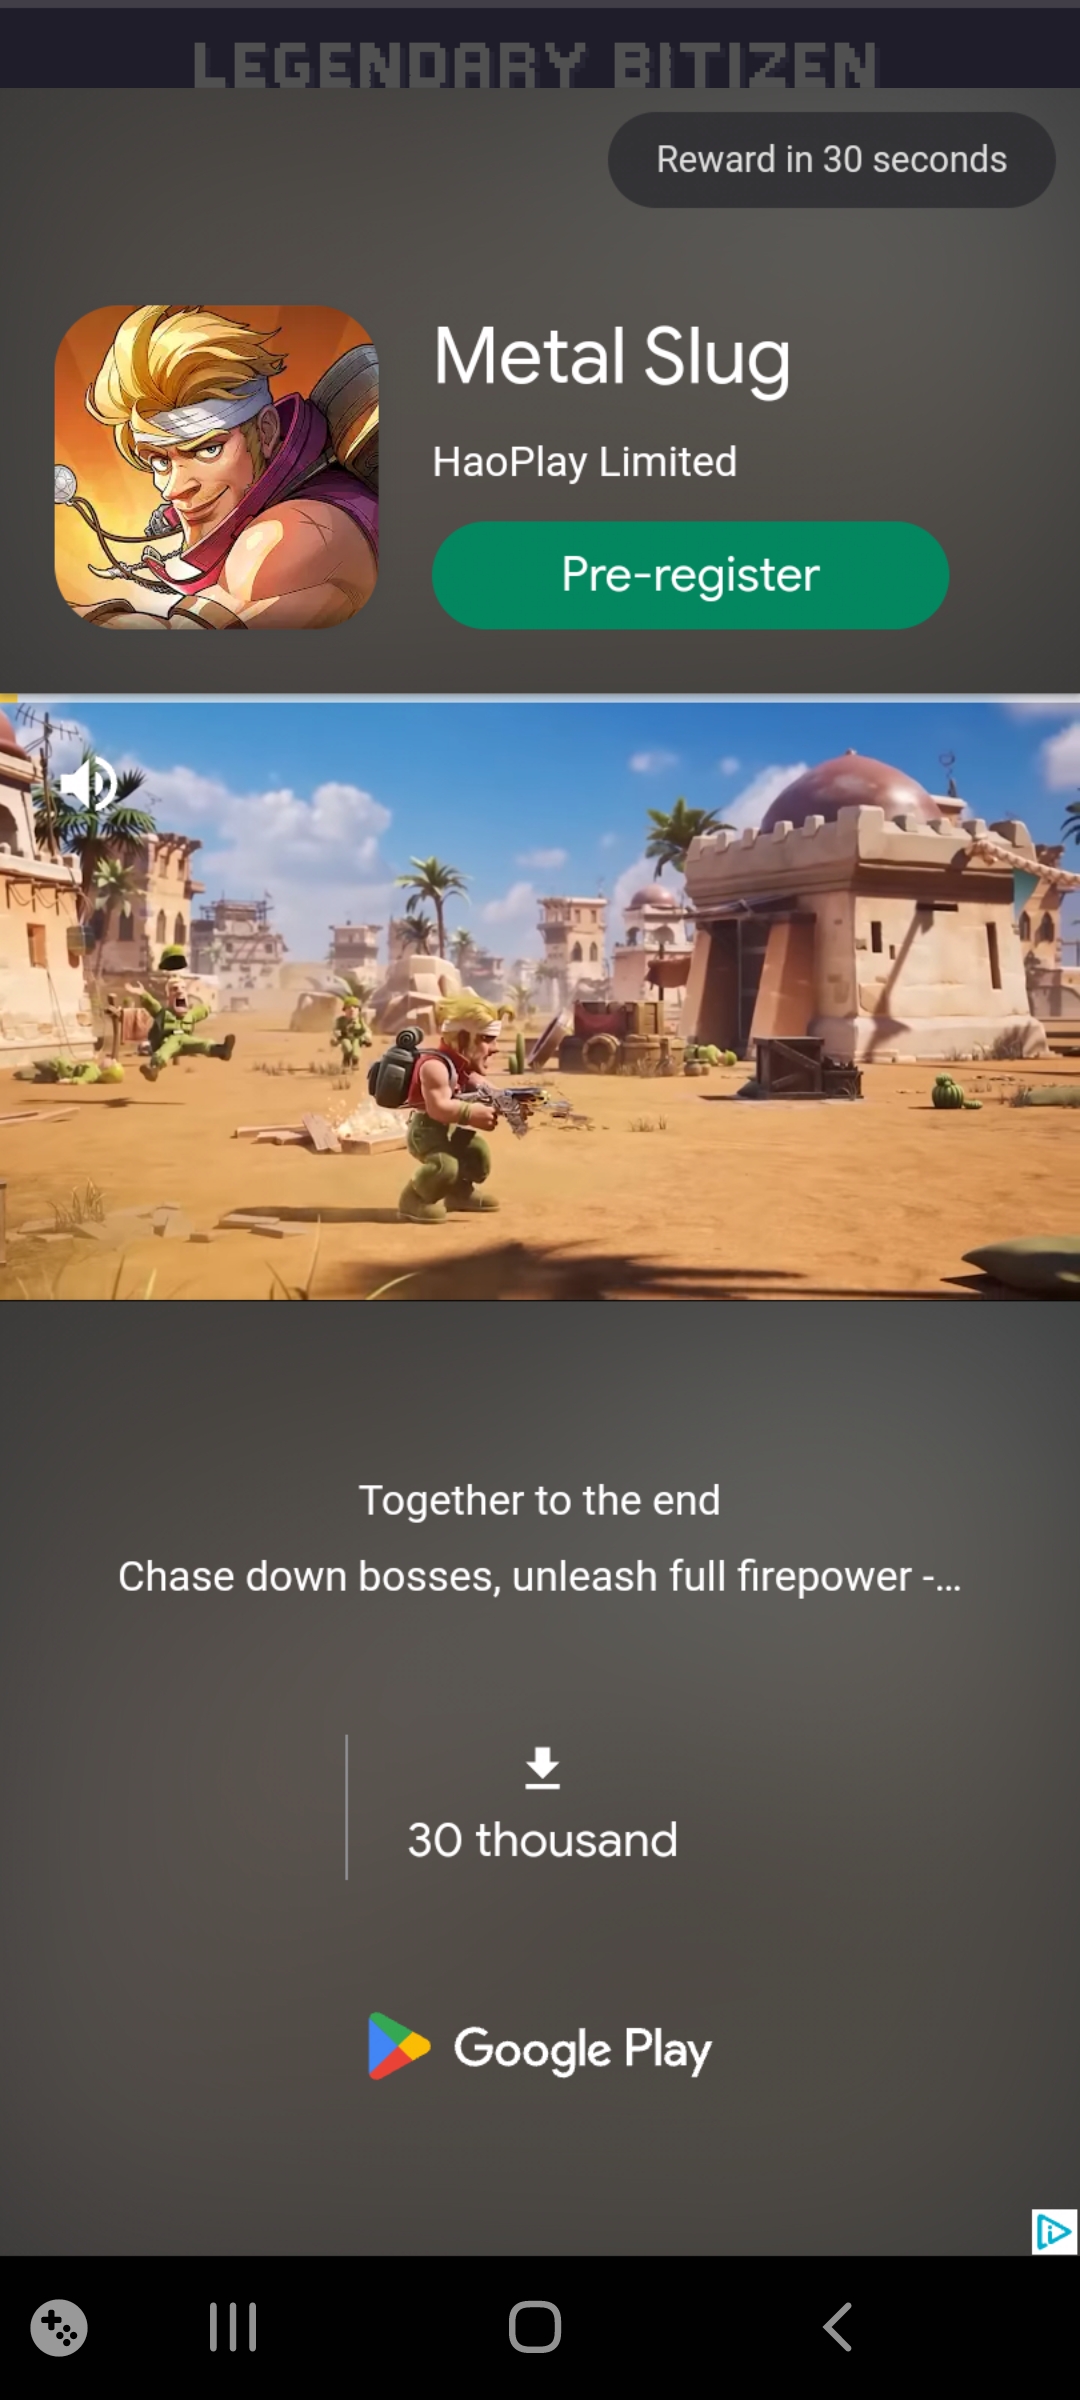 LEGENDARY BITIZEN
Reward in 30 seconds
Metal Slug
HaoPlay Limited
Pre-register
Together to the end
Chase down bosses, unleash full firepower -...
30 thousand
Google Play